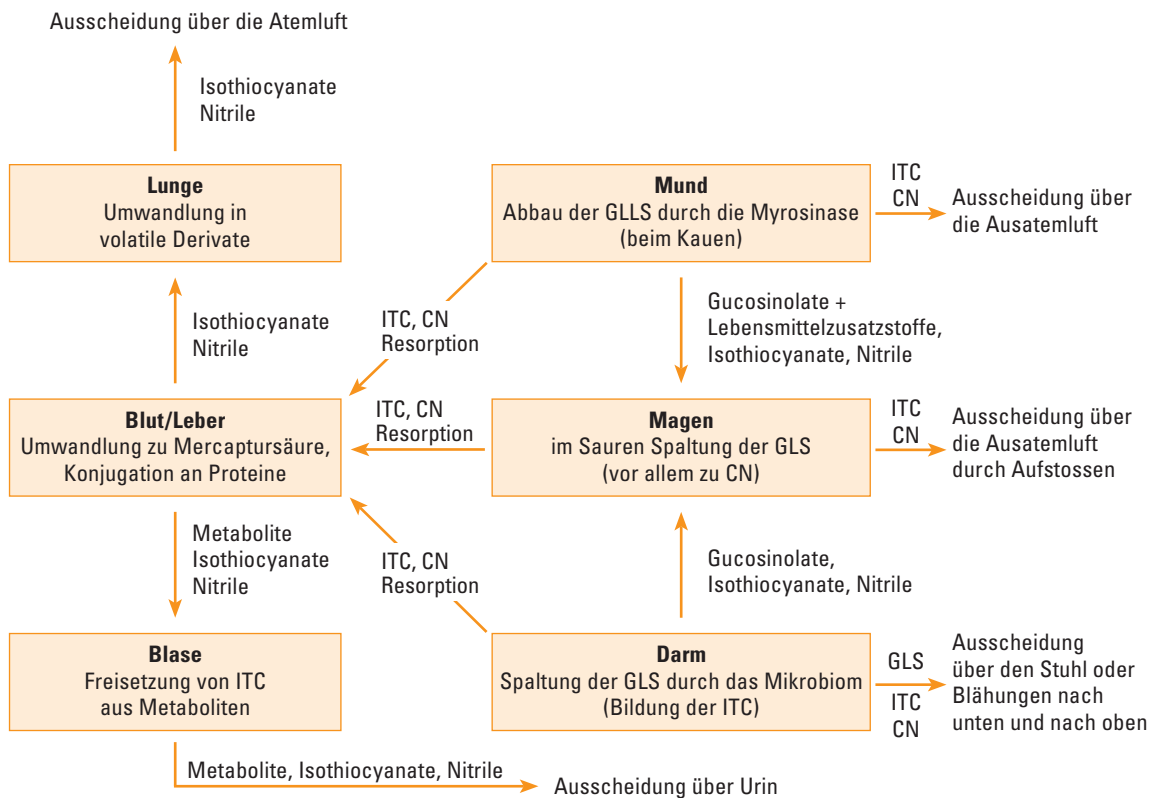 Ausscheidung über die Atemluft
Isothiocyanate
Nitrile
Lunge
Umwandlung in
volatile Derivate
Mund
Abbau der GLLS durch die Myrosinase
(beim Kauen)
ITC
CN
Ausscheidung über
die Ausatemluft
Isothiocyanate
Nitrile
ITC, CN
Resorption
Gucosinolate +
Lebensmittelzusatzstoffe,
Isothiocyanate, Nitrile
Blut/Leber
Umwandlung zu Mercaptursäure,
Konjugation an Proteine
ITC, CN
Resorption
Magen
im Sauren Spaltung der GLS
(vor allem zu CN)
ITC
CN
Ausscheidung über
die Ausatemluft
durch Aufstossen
Metabolite
Isothiocyanate
Nitrile
ITC, CN
Resorption
Gucosinolate,
Isothiocyanate, Nitrile
Blase
Freisetzung von ITC
aus Metaboliten
Darm
Spaltung der GLS durch das Mikrobiom
(Bildung der ITC)
GLS
ITC
CN
Ausscheidung
über den Stuhl oder
Blähungen nach
unten und nach oben
Metabolite, Isothiocyanate, Nitrile
Ausscheidung über Urin